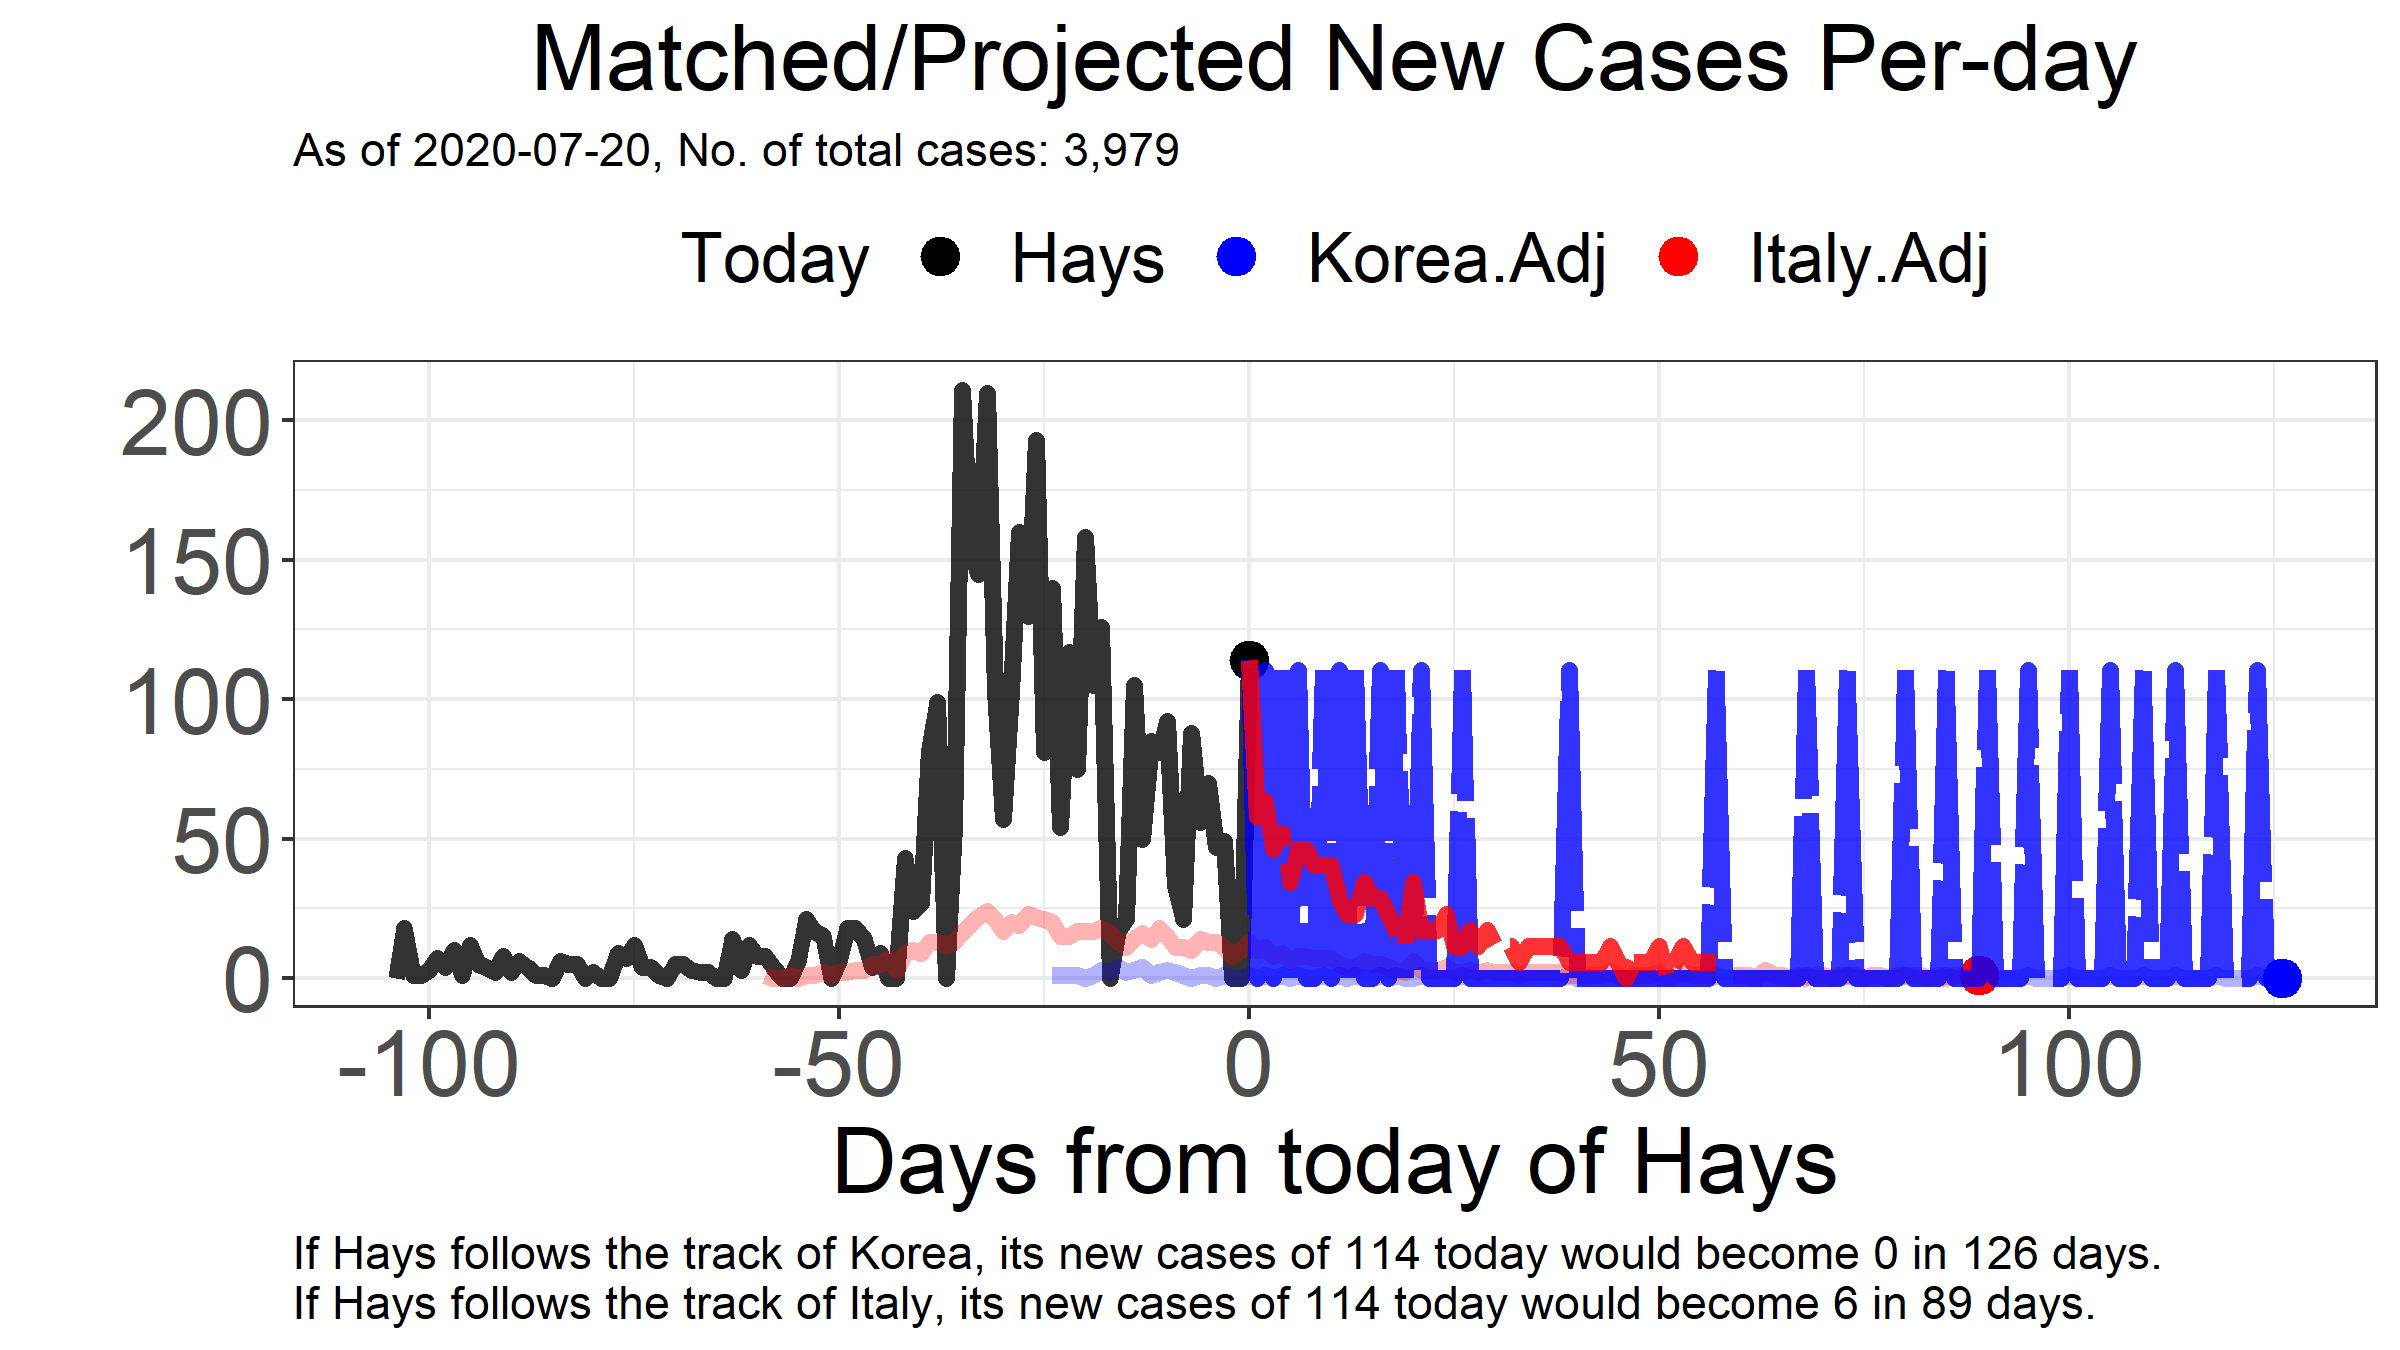 Matched/Projected New Cases Per-day
As of 2020-07-20, No. of total cases: 3,979
Today Hays Korea.Adj Italy.Adj
200
150
100
50
0
-100 -50 0 50 100
Days from today of Hays
If Hays follows the track of Korea, its new cases of 114 today would become 0 in 126 days.
If Hays follows the track of Italy, its new cases of 114 today would become 6 in 89 days.